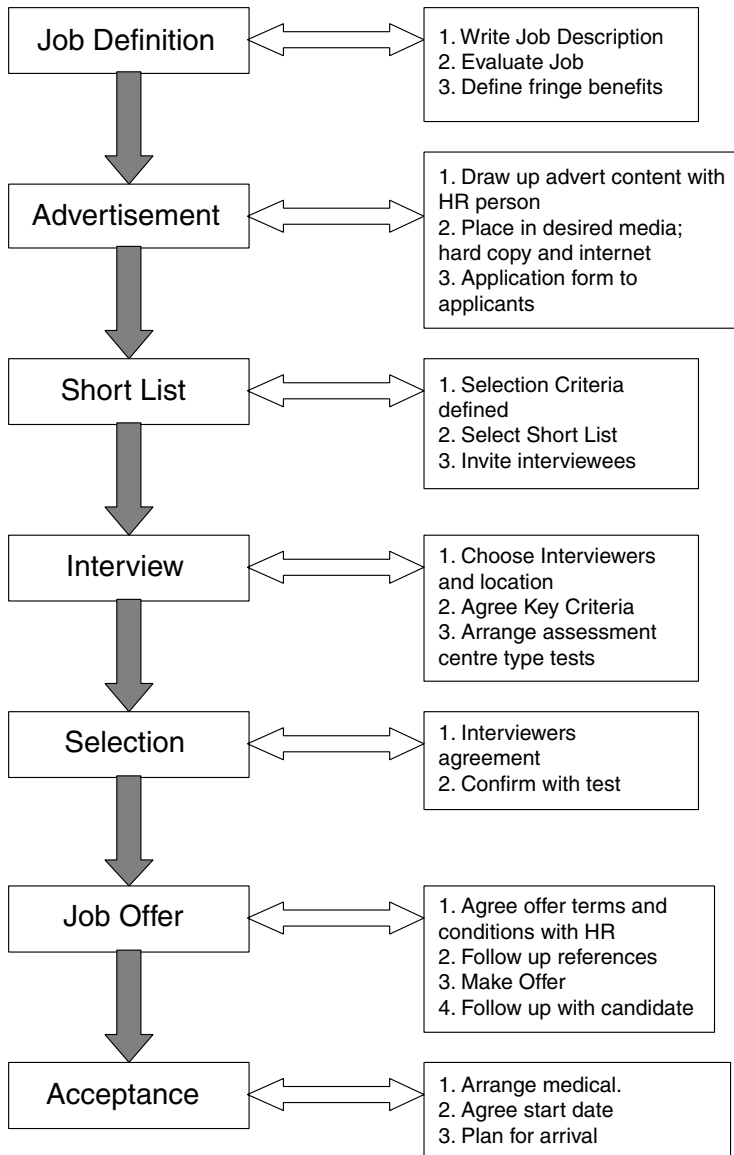 Job Definition
1. Write Job Description
2. Evaluate Job
3. Define fringe benefits
Advertisement
1. Draw up advert content with
HR person
2. Place in desired media;
hard copy and internet
3. Application form to
applicants
Short List
1. Selection Criteria
defined
2. Select Short List
3. Invite interviewees
Interview
1. Choose Interviewers
and location
2. Agree Key Criteria
3. Arrange assessment
centre type tests
Selection
1. Interviewers
agreement
2. Confirm with test
Job Offer
1. Agree offer terms and
conditions with HR
2. Follow up references
3. Make Offer
4. Follow up with candidate
Acceptance
1. Arrange medical.
2. Agree start date
3. Plan for arrival